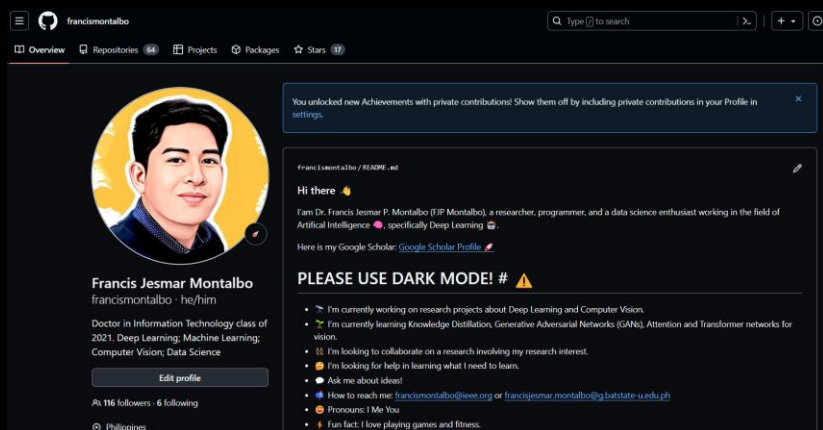 francismontalbo
Type / to search
Overview
Repositories 64
Projects
Packages
Stars 17
You unlocked new Achievements with private contributions! Show them off by including private contributions in your Profile in
settings.
francismontalbo/README.md
Hi there 👋
I'am Dr. Francis Jesmar P. Montalbo (FJP Montalbo), a researcher, programmer, and a data science enthusiast working in the field of
Artifical Intelligence 🧠, specifically Deep Learning 🤖.
Here is my Google Scholar: Google Scholar Profile 🚀
PLEASE USE DARK MODE! # ⚠️
🔭 I'm currently working on research projects about Deep Learning and Computer Vision.
🌱 I'm currently learning Knowledge Distillation, Generative Adversarial Networks (GANs), Attention and Transformer networks for
vision.
👯 I'm looking to collaborate on a research involving my research interest.
🤔 I'm looking for help in learning what I need to learn.
💬 Ask me about ideas!
📫 How to reach me: francismontalbo@ieee.org or francisjesmar.montalbo@g.batstate-u.edu.ph
😄 Pronouns: I Me You
⚡ Fun fact: I love playing games and fitness.
Francis Jesmar Montalbo
francismontalbo · he/him
Doctor in Information Technology class of
2021. Deep Learning; Machine Learning;
Computer Vision; Data Science
Edit profile
116 followers · 6 following
Philippines